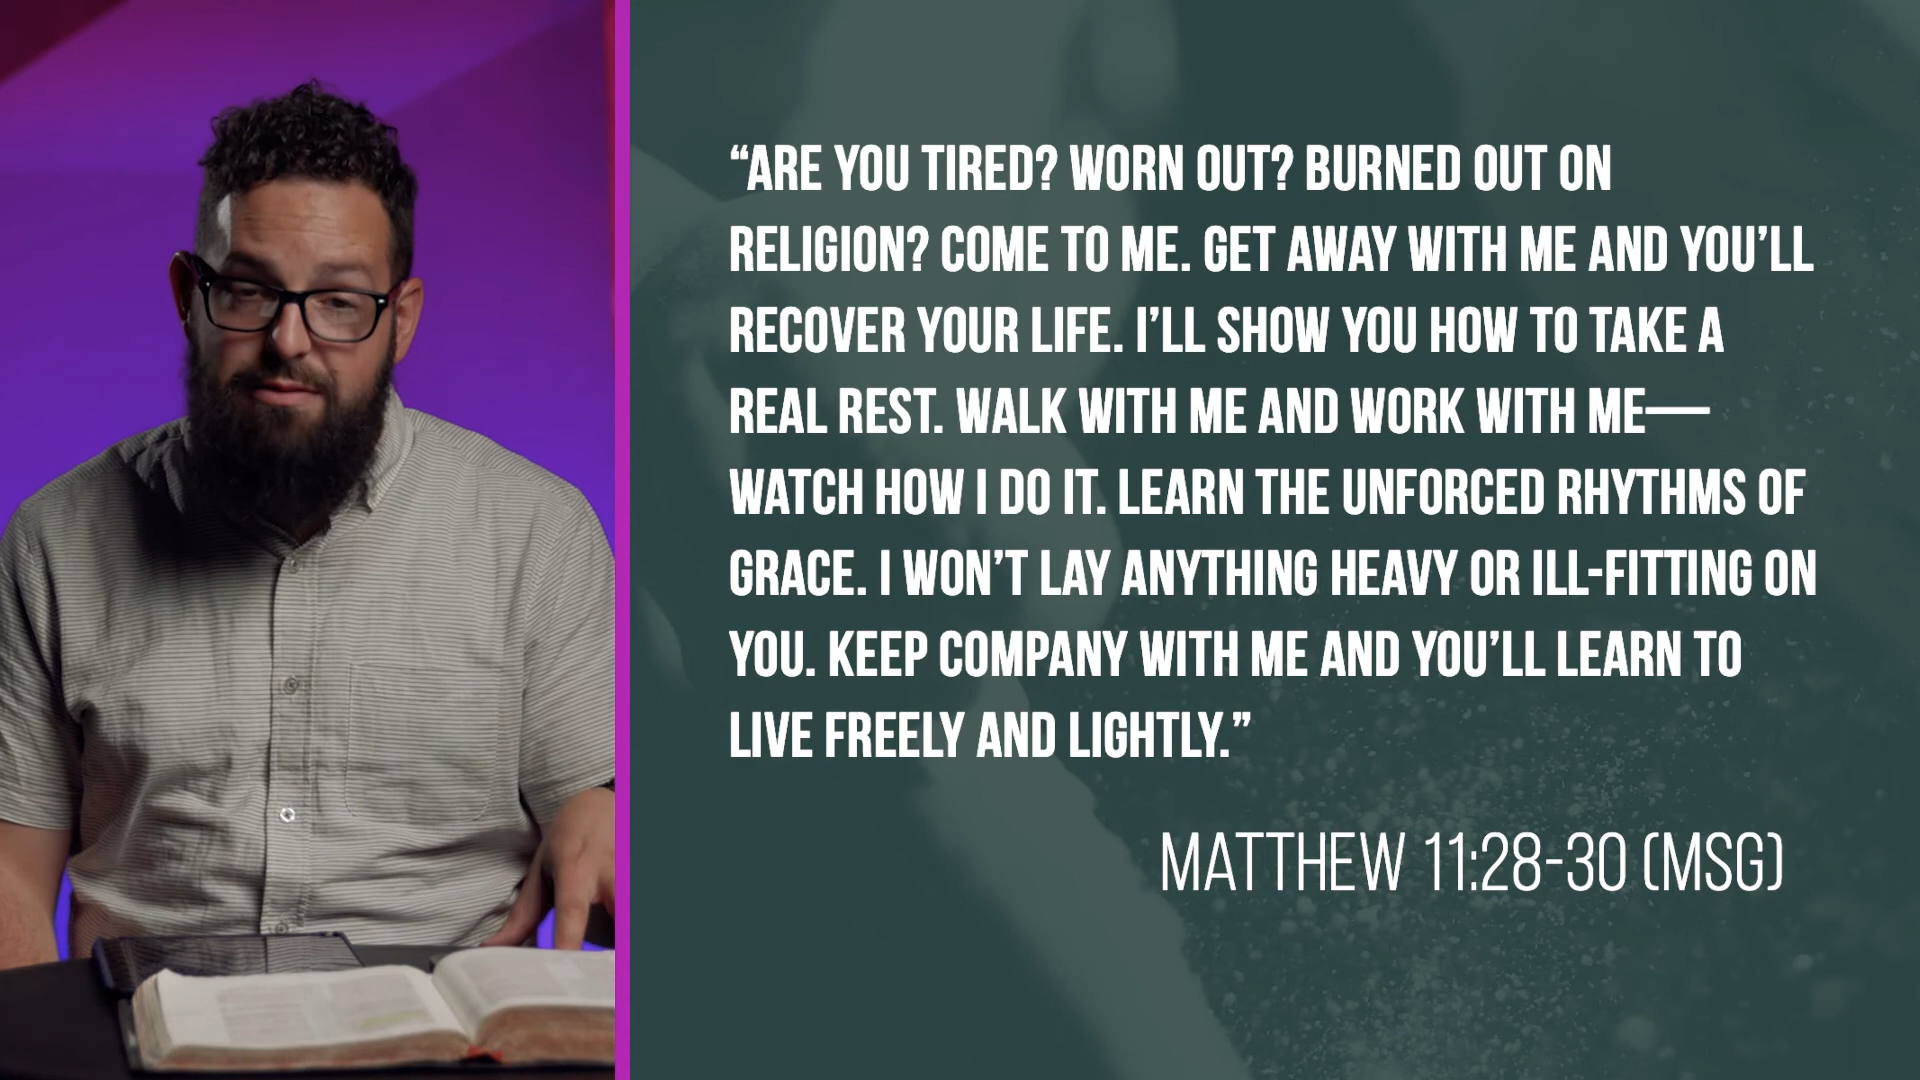 “ARE YOU TIRED? WORN OUT? BURNED OUT ON
RELIGION? COME TO ME. GET AWAY WITH ME AND YOU’LL
RECOVER YOUR LIFE. I’LL SHOW YOU HOW TO TAKE A
REAL REST. WALK WITH ME AND WORK WITH ME—
WATCH HOW I DO IT. LEARN THE UNFORCED RHYTHMS OF
GRACE. I WON’T LAY ANYTHING HEAVY OR ILL-FITTING ON
YOU. KEEP COMPANY WITH ME AND YOU’LL LEARN TO
LIVE FREELY AND LIGHTLY.”
MATTHEW 11:28-30 (MSG)